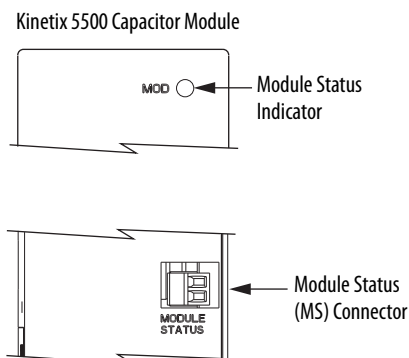 Kinetix 5500 Capacitor Module
MOD
Module Status
Indicator
Module Status
(MS) Connector
MODULE
STATUS